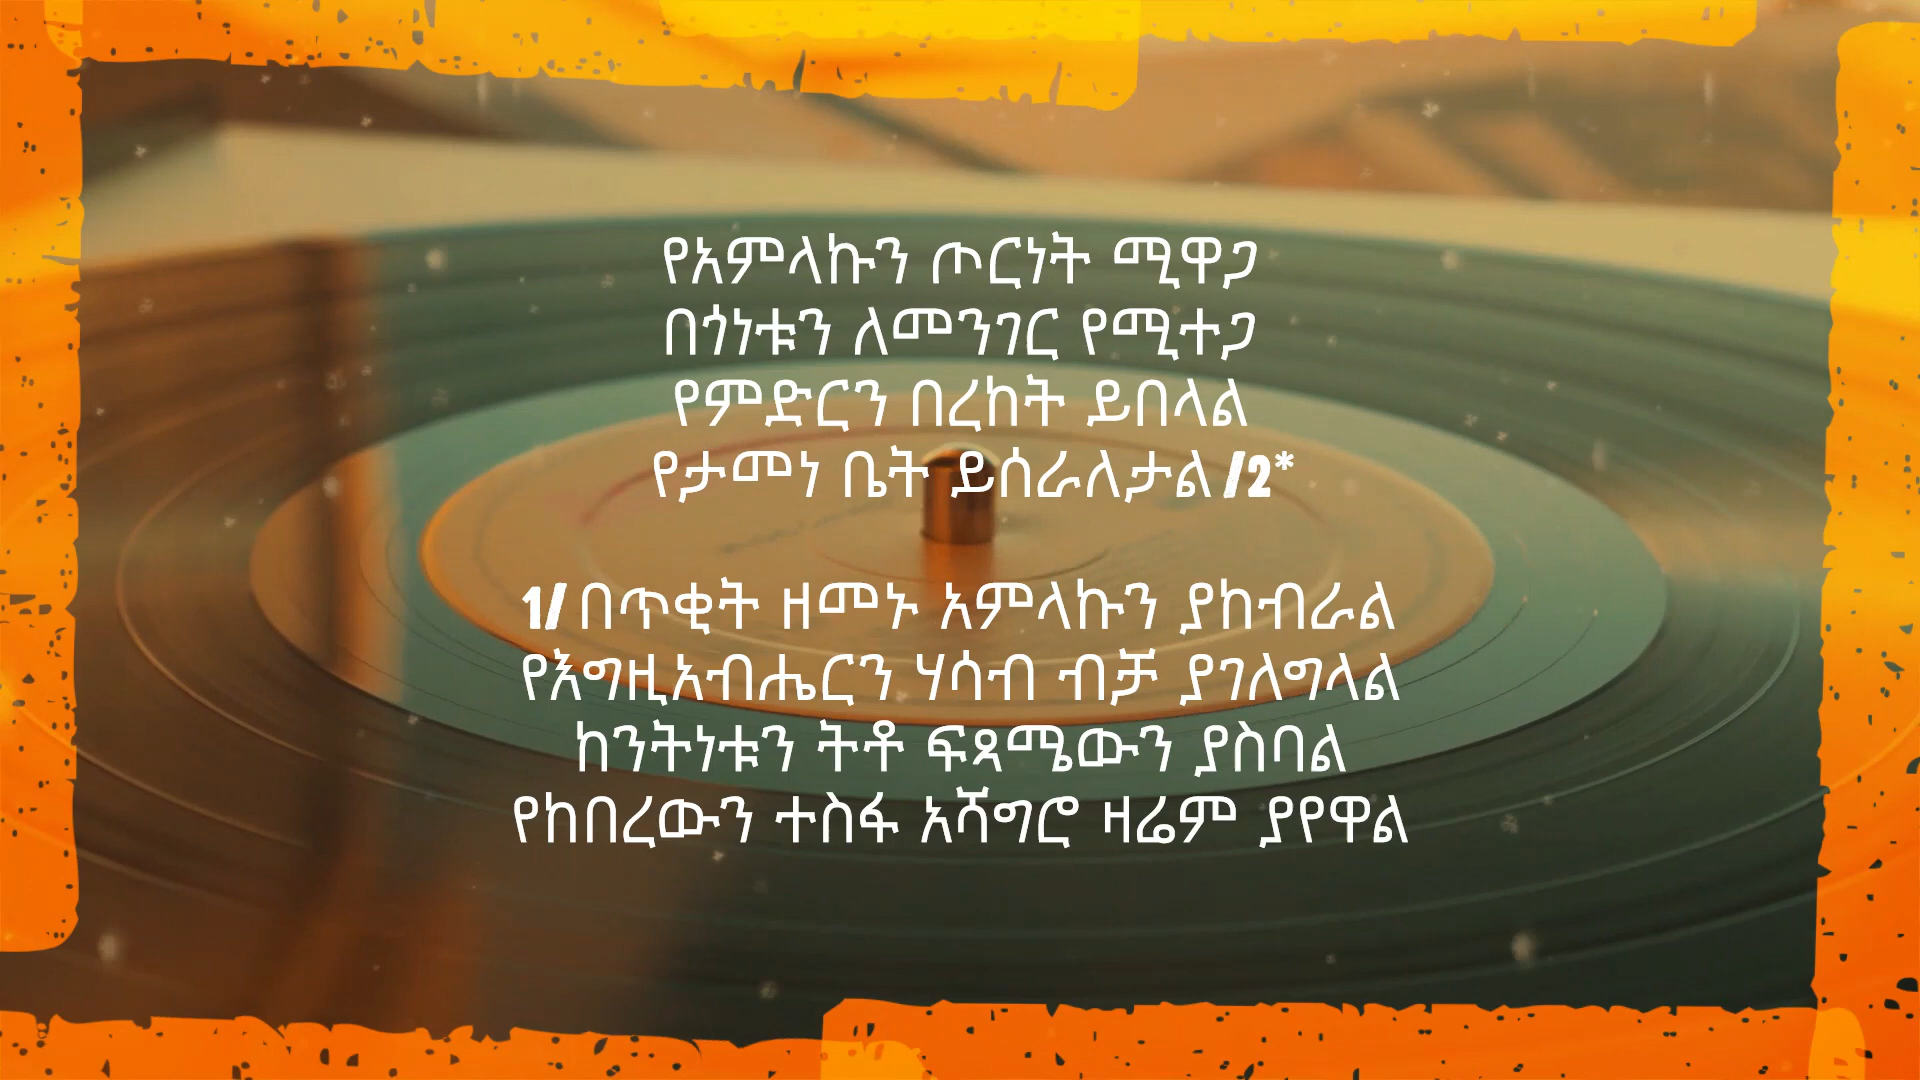 የአምላኩን ጦርነት ሚዋጋ
በጎነቱን ለመንገር የሚተጋ
የምድርን በረከት ይበላል
የታመነ ቤት ይሰራለታል /2*
1/ በጥቂት ዘመኑ አምላኩን ያከብራል
የእግዚአብሔርን ሃሳብ ብቻ ያገለግላል
ከንትነቱን ትቶ ፍጻሜውን ያስባል
የከበረውን ተስፋ አሻግሮ ዛሬም ያየዋል